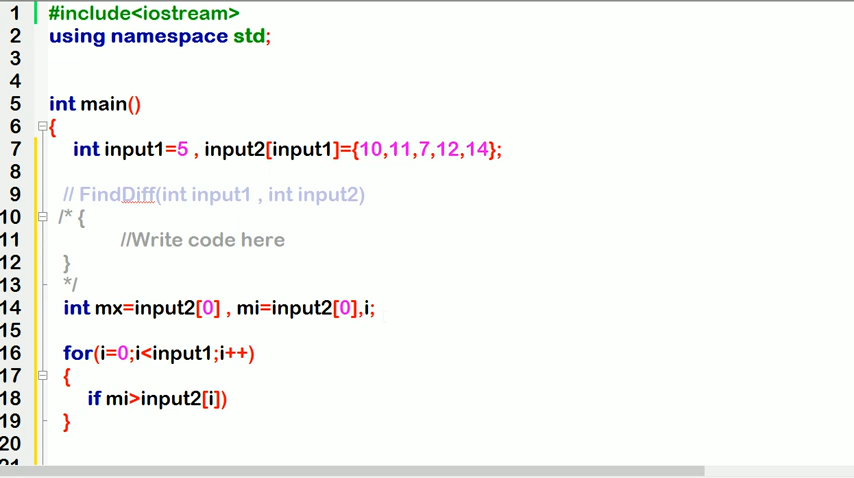 1 #include<iostream>
2 using namespace std;
3
4
5 int main()
6 {
7 int input1=5 , input2[input1]={10,11,7,12,14};
8
9 // FindDiff(int input1 , int input2)
10 /* {
11 //Write code here
12 }
13 */
14 int mx=input2[0] , mi=input2[0],i;
15
16 for(i=0;i<input1;i++)
17 {
18 if mi>input2[i])
19 }
20
21